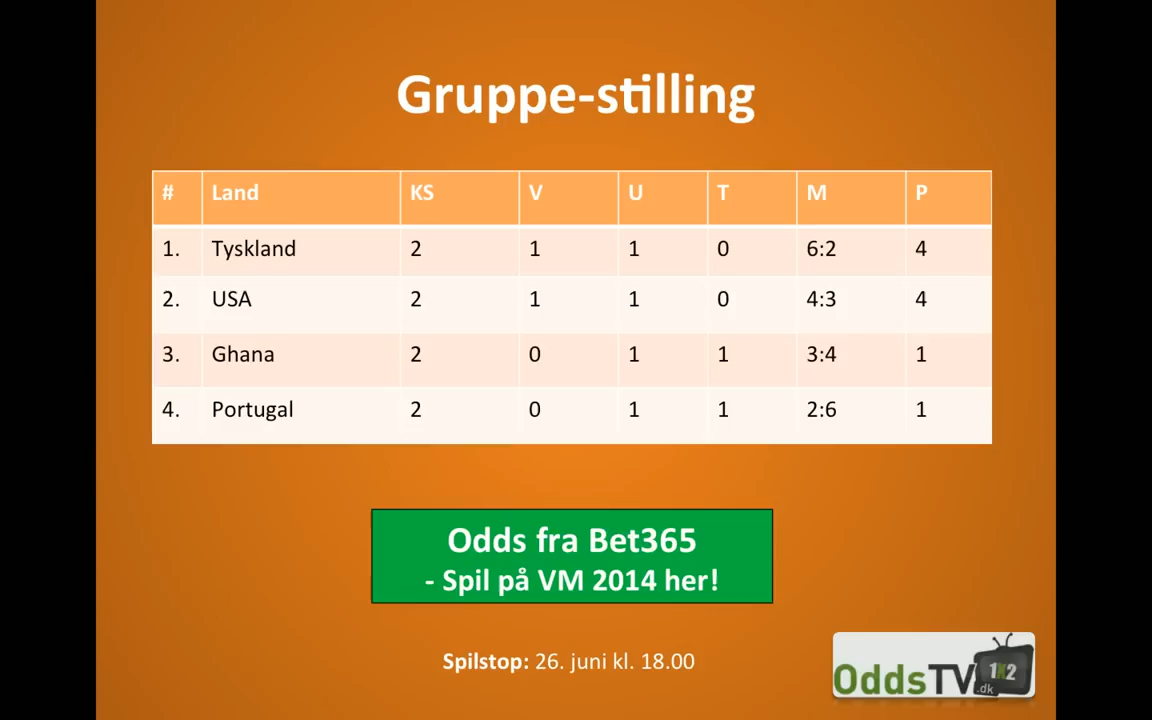 Gruppe-stilling
# Land KS V U T M P
1. Tyskland 2 1 1 0 6:2 4
2. USA 2 1 1 0 4:3 4
3. Ghana 2 0 1 1 3:4 1
4. Portugal 2 0 1 1 2:6 1
Odds fra Bet365
- Spil på VM 2014 her!
Spilstop: 26. juni kl. 18.00
OddsTV.dk 1X2